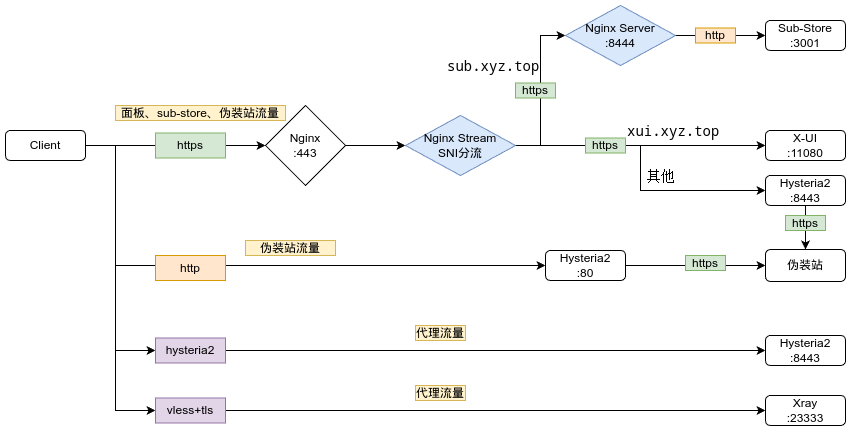 Nginx Server
:8444
http
Sub-Store
:3001
sub.xyz.top
https
面板、sub-store、伪装站流量
Client
https
Nginx
:443
Nginx Stream
SNI分流
https
xui.xyz.top
X-UI
:11080
其他
Hysteria2
:8443
https
伪装站流量
http
Hysteria2
:80
https
伪装站
代理流量
hysteria2
Hysteria2
:8443
代理流量
vless+tls
Xray
:23333